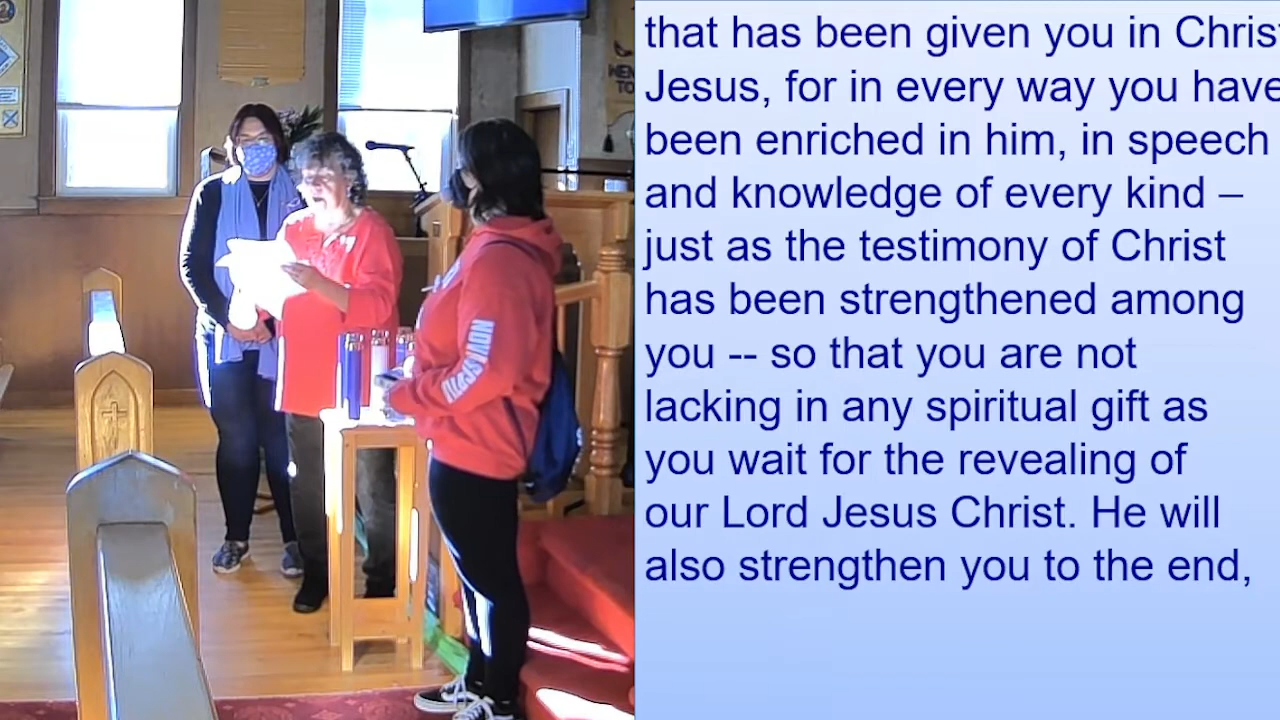 that has been given you in Chris
Jesus, for in every way you have
been enriched in him, in speech
and knowledge of every kind –
just as the testimony of Christ
has been strengthened among
you -- so that you are not
lacking in any spiritual gift as
you wait for the revealing of
our Lord Jesus Christ. He will
also strengthen you to the end,